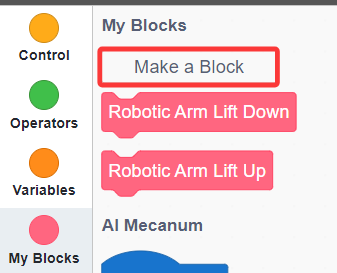 Control
Operators
Variables
My Blocks
My Blocks
Make a Block
Robotic Arm Lift Down
Robotic Arm Lift Up
AI Mecanum